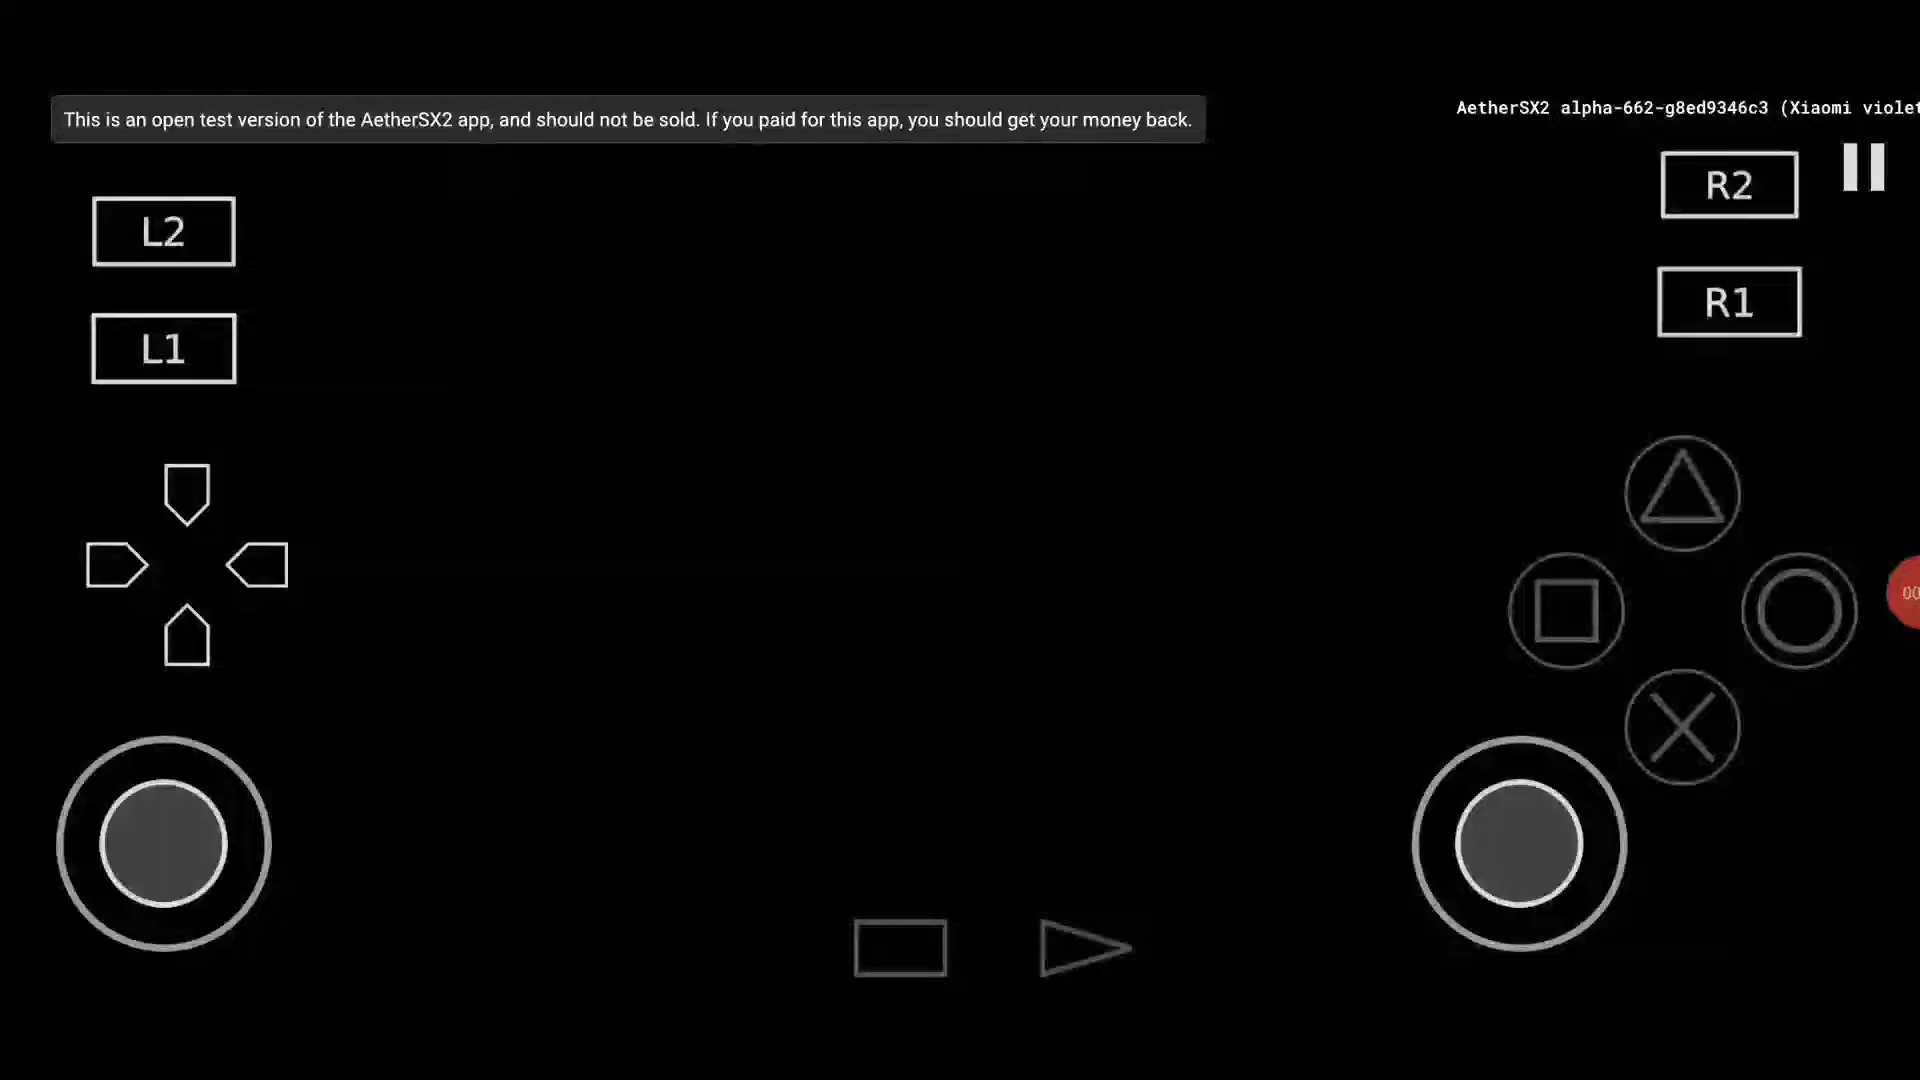 This is an open test version of the AetherSX2 app, and should not be sold. If you paid for this app, you should get your money back.
AetherSX2 alpha-662-g8ed9346c3 (Xiaomi violet
L2
R2
L1
R1
00